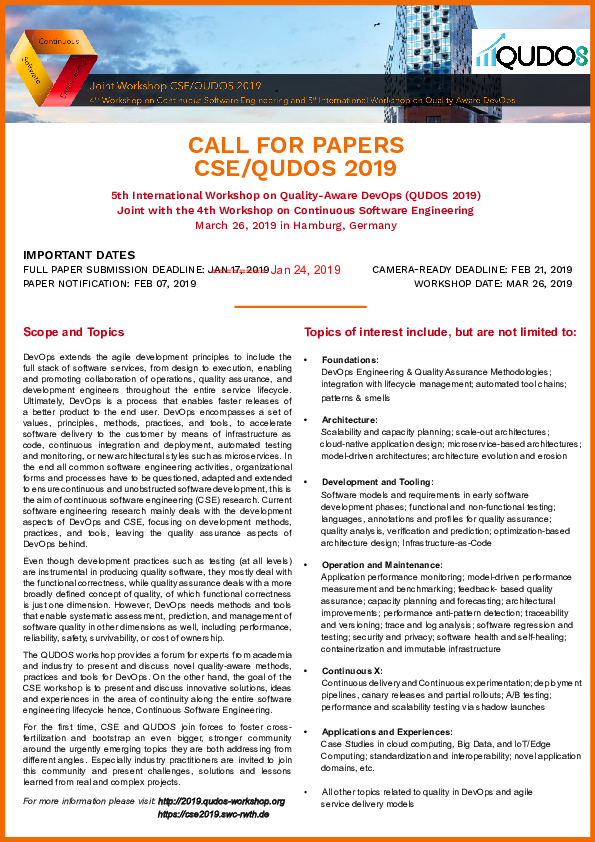 Continuous
Software
QUDOS
Joint Workshop CSE/QUDOS 2019
4th Workshop on Continuous Software Engineering and 5th International Workshop on Quality-Aware DevOps
CALL FOR PAPERS
CSE/QUDOS 2019
5th International Workshop on Quality-Aware DevOps (QUDOS 2019)
Joint with the 4th Workshop on Continuous Software Engineering
March 26, 2019 in Hamburg, Germany
IMPORTANT DATES
FULL PAPER SUBMISSION DEADLINE: JAN 17, 2019 Jan 24, 2019
PAPER NOTIFICATION: FEB 07, 2019
CAMERA-READY DEADLINE: FEB 21, 2019
WORKSHOP DATE: MAR 26, 2019
Scope and Topics
DevOps extends the agile development principles to include the
full stack of software services, from design to execution, enabling
and promoting collaboration of operations, quality assurance, and
development engineers throughout the entire service lifecycle.
Ultimately, DevOps is a process that enables faster releases of
a better product to the end user. DevOps encompasses a set of
values, principles, methods, practices, and tools, to accelerate
software delivery to the customer by means of infrastructure as
code, continuous integration and deployment, automated testing
and monitoring, or new architectural styles such as microservices. In
the end all common software engineering activities, organizational
forms and processes have to be questioned, adapted and extended
to ensure continuous and unobstructed software development, this is
the aim of continuous software engineering (CSE) research. Current
software engineering research mainly deals with the development
aspects of DevOps and CSE, focusing on development methods,
practices, and tools, leaving the quality assurance aspects of
DevOps behind.
Even though development practices such as testing (at all levels)
are instrumental in producing quality software, they mostly deal with
the functional correctness, while quality assurance deals with a more
broadly defined concept of quality, of which functional correctness
is just one dimension. However, DevOps needs methods and tools
that enable systematic assessment, prediction, and management of
software quality in other dimensions as well, including performance,
reliability, safety, survivability, or cost of ownership.
The QUDOS workshop provides a forum for experts from academia
and industry to present and discuss novel quality-aware methods,
practices and tools for DevOps. On the other hand, the goal of the
CSE workshop is to present and discuss innovative solutions, ideas
and experiences in the area of continuity along the entire software
engineering lifecycle hence, Continuous Software Engineering.
For the first time, CSE and QUDOS join forces to foster cross-
fertilization and bootstrap an even bigger, stronger community
around the urgently emerging topics they are both addressing from
different angles. Especially industry practitioners are invited to join
this community and present challenges, solutions and lessons
learned from real and complex projects.
For more information please visit: http://2019.qudos-workshop.org
https://cse2019.swc-rwth.de
Topics of interest include, but are not limited to:
• Foundations:
DevOps Engineering & Quality Assurance Methodologies;
integration with lifecycle management; automated tool chains;
patterns & smells
• Architecture:
Scalability and capacity planning; scale-out architectures;
cloud-native application design; microservice-based architectures;
model-driven architectures; architecture evolution and erosion
• Development and Tooling:
Software models and requirements in early software
development phases; functional and non-functional testing;
languages, annotations and profiles for quality assurance;
quality analysis, verification and prediction; optimization-based
architecture design; Infrastructure-as-Code
• Operation and Maintenance:
Application performance monitoring; model-driven performance
measurement and benchmarking; feedback- based quality
assurance; capacity planning and forecasting; architectural
improvements; performance anti-pattern detection; traceability
and versioning; trace and log analysis; software regression and
testing; security and privacy; software health and self-healing;
containerization and immutable infrastructure
• Continuous X:
Continuous delivery and Continuous experimentation; deployment
pipelines, canary releases and partial rollouts; A/B testing;
performance and scalability testing via shadow launches
• Applications and Experiences:
Case Studies in cloud computing, Big Data, and IoT/Edge
Computing; standardization and interoperability; novel application
domains, etc.
• All other topics related to quality in DevOps and agile
service delivery models